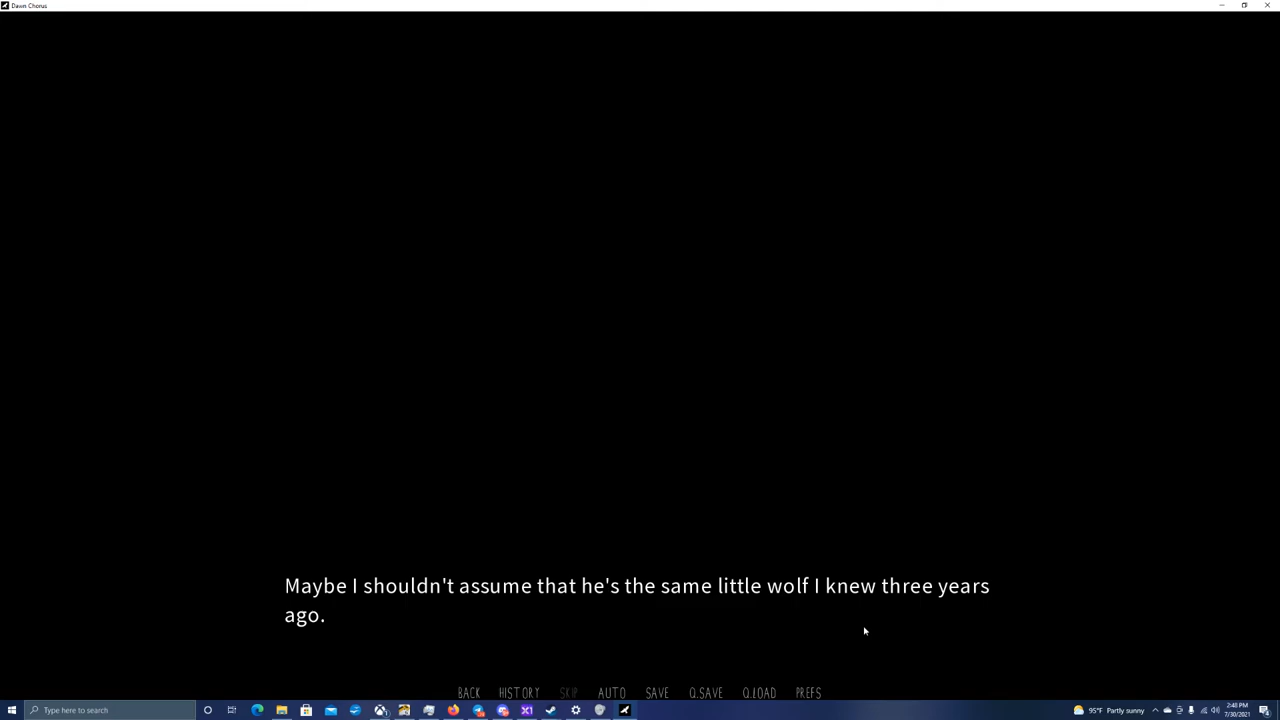 Dawn Chorus
Maybe I shouldn't assume that he's the same little wolf I knew three years
ago.
BACK HISTORY SKIP AUTO SAVE Q.SAVE Q.LOAD PREFS
Type here to search
95°F Partly sunny
2:48 PM
7/30/2021